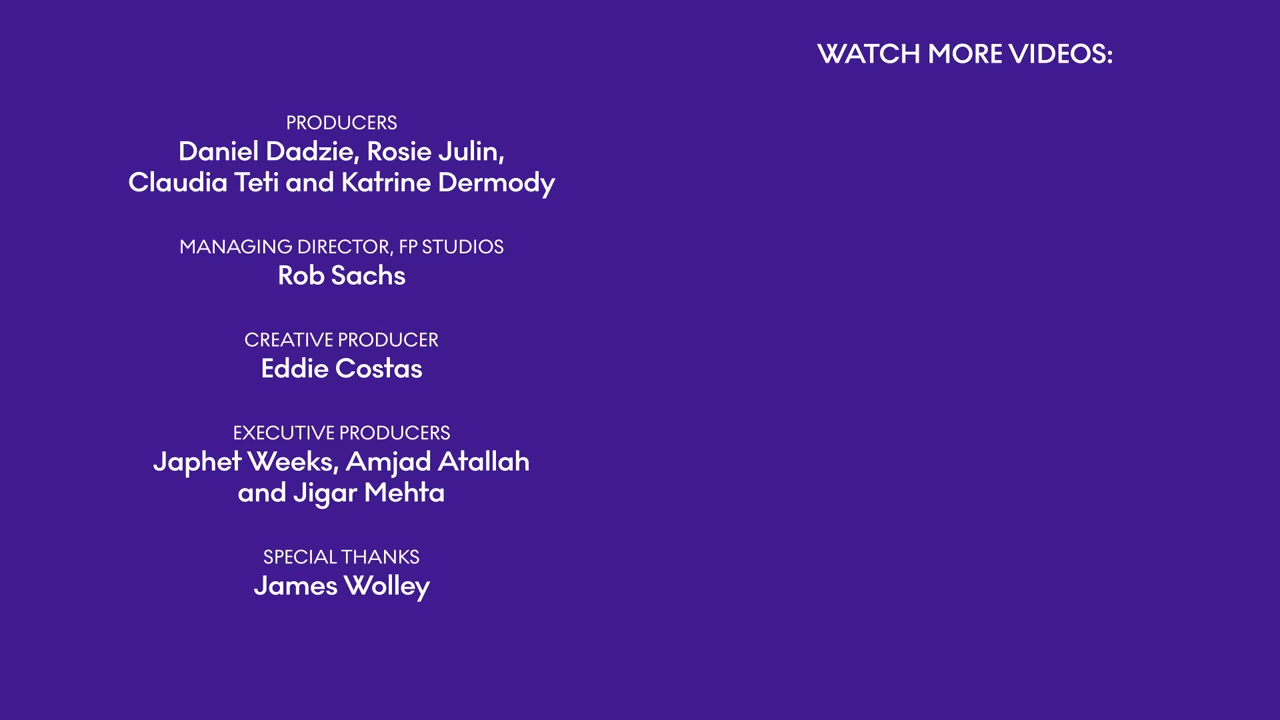 WATCH MORE VIDEOS:
PRODUCERS
Daniel Dadzie, Rosie Julin,
Claudia Teti and Katrine Dermody
MANAGING DIRECTOR, FP STUDIOS
Rob Sachs
CREATIVE PRODUCER
Eddie Costas
EXECUTIVE PRODUCERS
Japhet Weeks, Amjad Atallah
and Jigar Mehta
SPECIAL THANKS
James Wolley